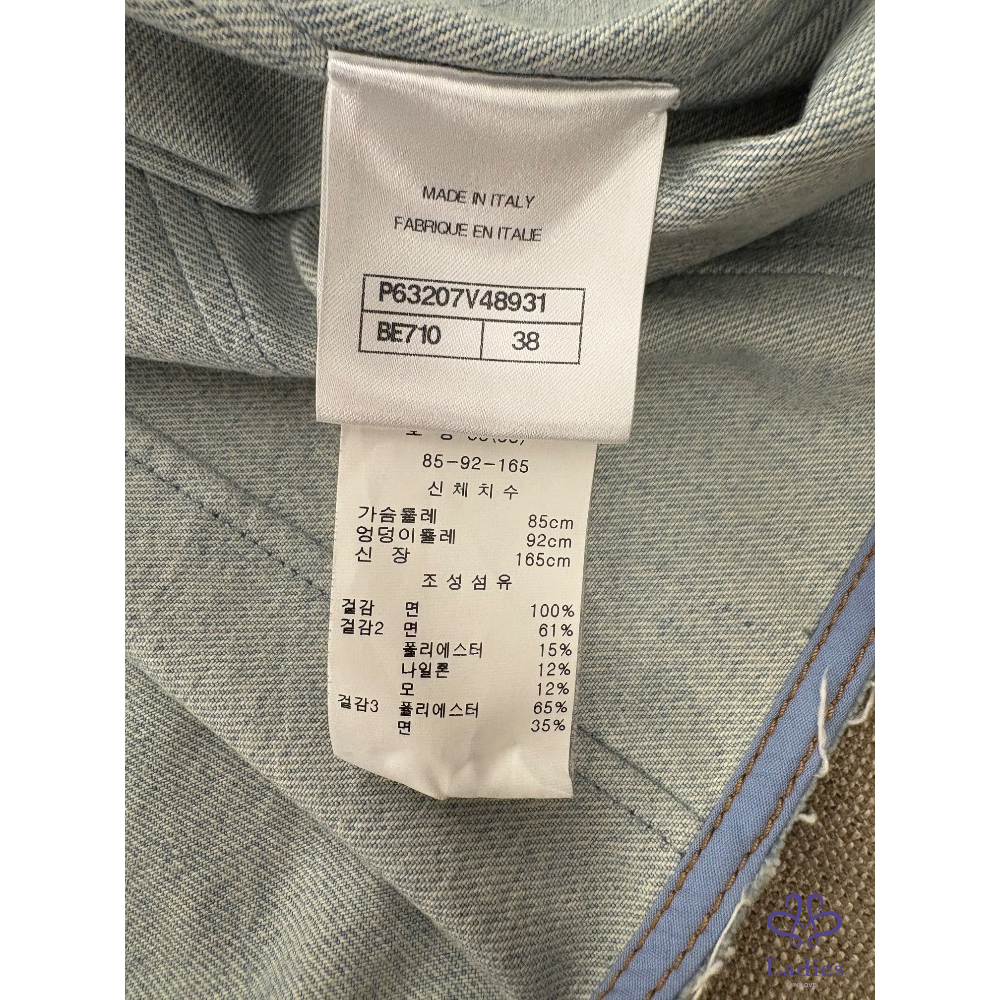 MADE IN ITALY
FABRIQUE EN ITALIE
P63207V48931
BE710 38
85-92-165
신체치수
가슴둘레 85cm
엉덩이둘레 92cm
신 장 165cm
조성섬유
겉감 면 100%
겉감2 면 61%
폴리에스터 15%
나일론 12%
모 12%
겉감3 폴리에스터 65%
면 35%
Ladies